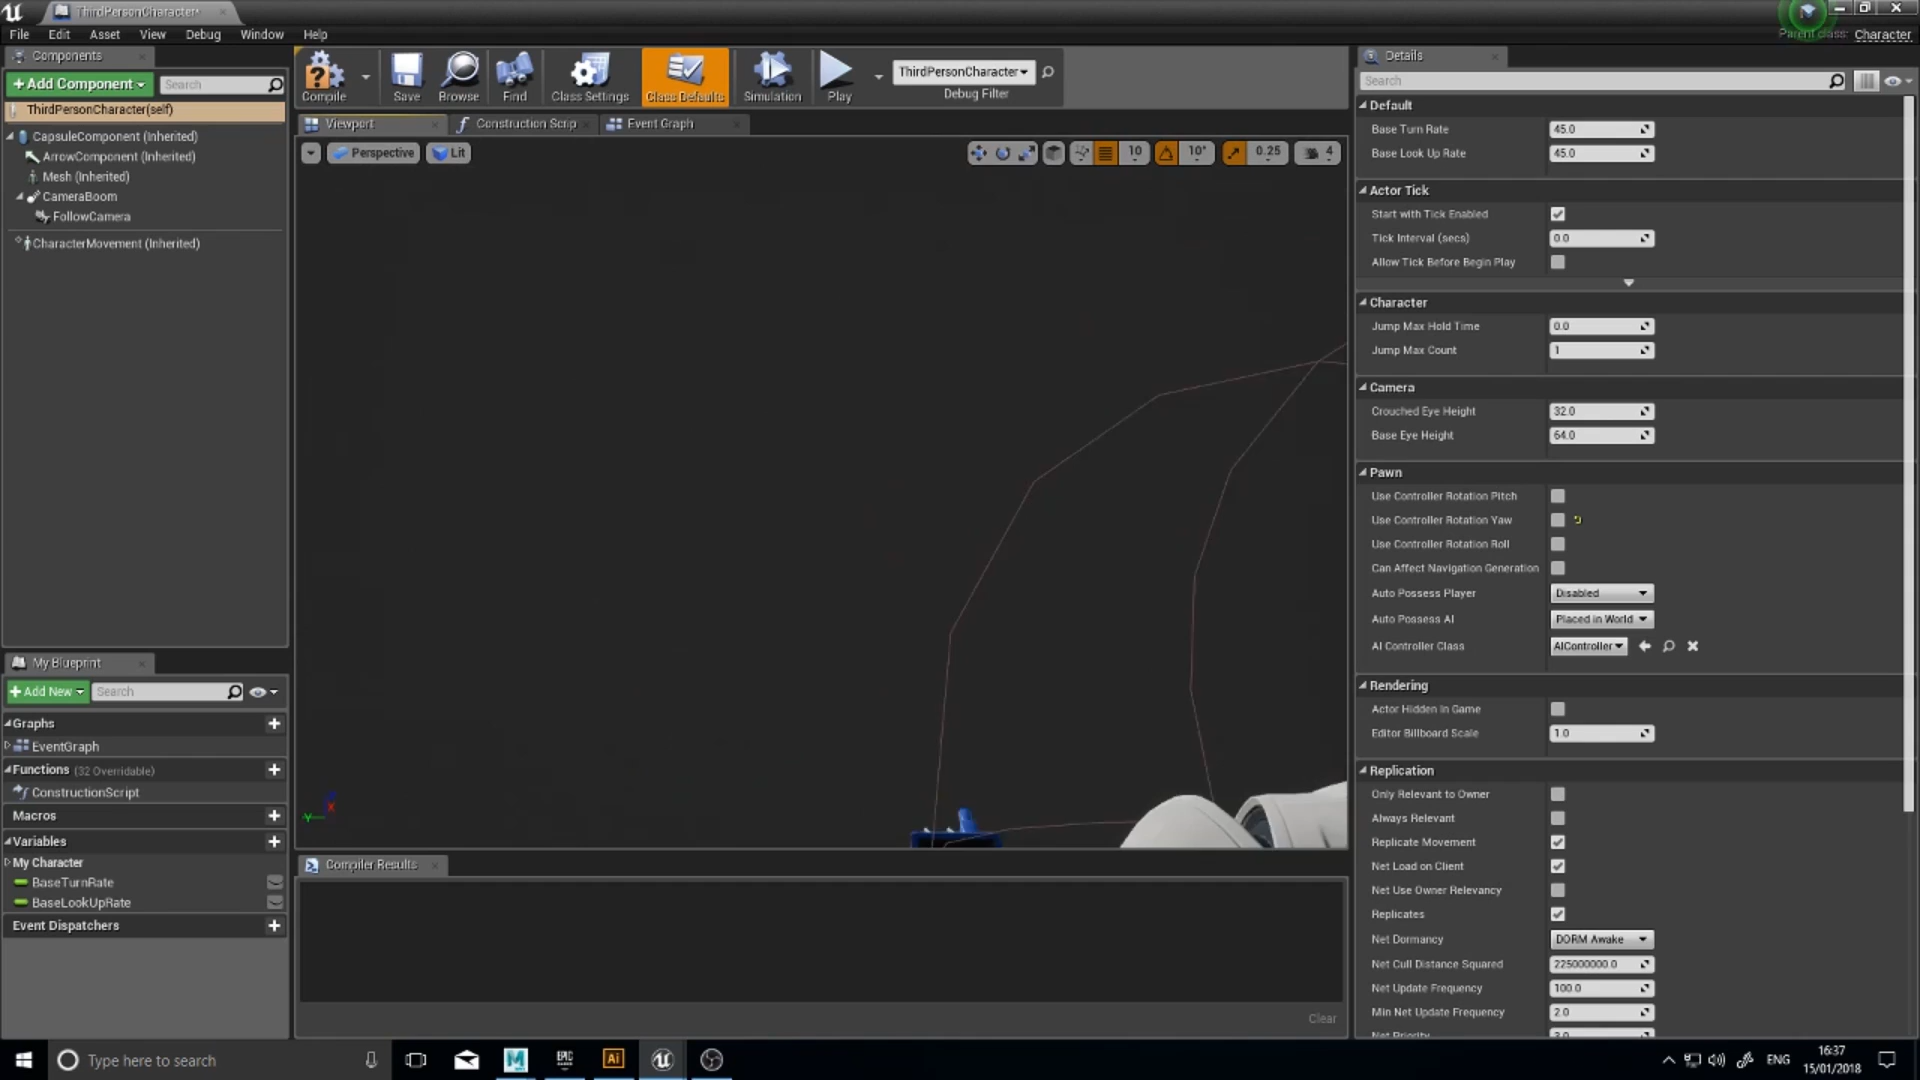 ThirdPersonCharacter*
File Edit Asset View Debug Window Help
Parent class: Character
Components
+Add Component
Search
ThirdPersonCharacter(self)
CapsuleComponent (Inherited)
ArrowComponent (Inherited)
Mesh (Inherited)
CameraBoom
FollowCamera
CharacterMovement (Inherited)
My Blueprint
+Add New
Search
Graphs
EventGraph
Functions (32 Overridable)
ConstructionScript
Macros
Variables
My Character
BaseTurnRate
BaseLookUpRate
Event Dispatchers
Compile
Save
Browse
Find
Class Settings
Class Defaults
Simulation
Play
ThirdPersonCharacter
Debug Filter
Viewport
Construction Scrip
Event Graph
Perspective
Lit
10
10°
0.25
4
Compiler Results
Clear
Details
Search
Default
Base Turn Rate 45.0
Base Look Up Rate 45.0
Actor Tick
Start with Tick Enabled
Tick Interval (secs) 0.0
Allow Tick Before Begin Play
Character
Jump Max Hold Time 0.0
Jump Max Count 1
Camera
Crouched Eye Height 32.0
Base Eye Height 64.0
Pawn
Use Controller Rotation Pitch
Use Controller Rotation Yaw
Use Controller Rotation Roll
Can Affect Navigation Generation
Auto Possess Player Disabled
Auto Possess AI Placed in World
AI Controller Class AIController
Rendering
Actor Hidden In Game
Editor Billboard Scale 1.0
Replication
Only Relevant to Owner
Always Relevant
Replicate Movement
Net Load on Client
Net Use Owner Relevancy
Replicates
Net Dormancy DORM Awake
Net Cull Distance Squared 225000000.0
Net Update Frequency 100.0
Min Net Update Frequency 2.0
Net Priority 3.0
Type here to search
M
EPIC
Ai
ENG
16:37
15/01/2018